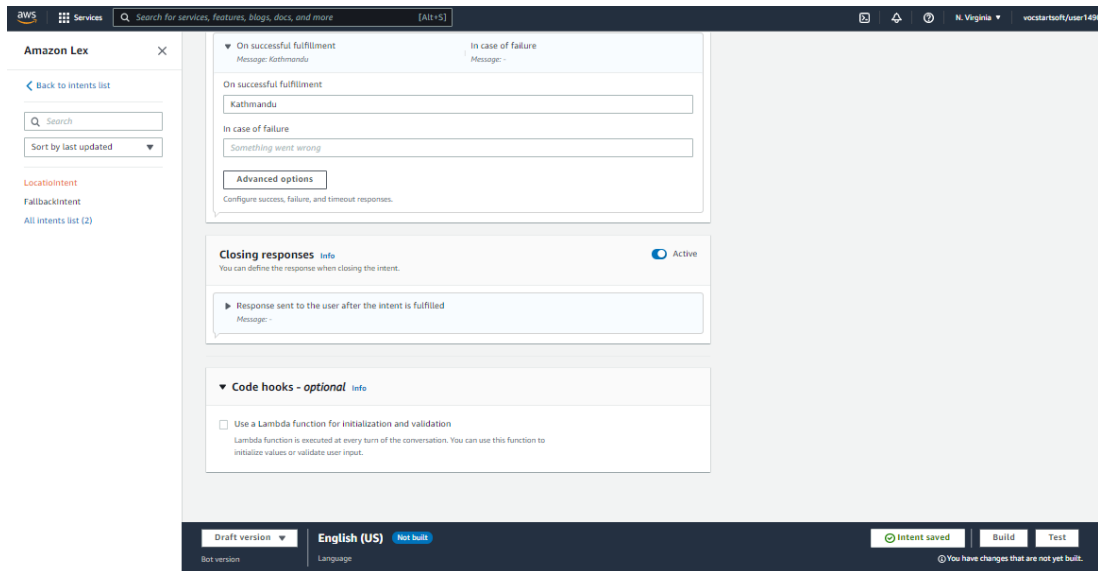 aws
Services
Search for services, features, blogs, docs, and more
[Alt+S]
N. Virginia ▼
vocstartsoft/user1490
Amazon Lex
Back to intents list
Search
Sort by last updated
LocatioIntent
FallbackIntent
All intents list (2)
On successful fulfillment
Message: Kathmandu
In case of failure
Message: -
On successful fulfillment
Kathmandu
In case of failure
Something went wrong
Advanced options
Configure success, failure, and timeout responses.
Closing responses Info
Active
You can define the response when closing the intent.
Response sent to the user after the intent is fulfilled
Message: -
Code hooks - optional Info
Use a Lambda function for initialization and validation
Lambda function is executed at every turn of the conversation. You can use this function to
initialize values or validate user input.
Draft version
Bot version
English (US) Not built
Language
Intent saved
Build
Test
You have changes that are not yet built.